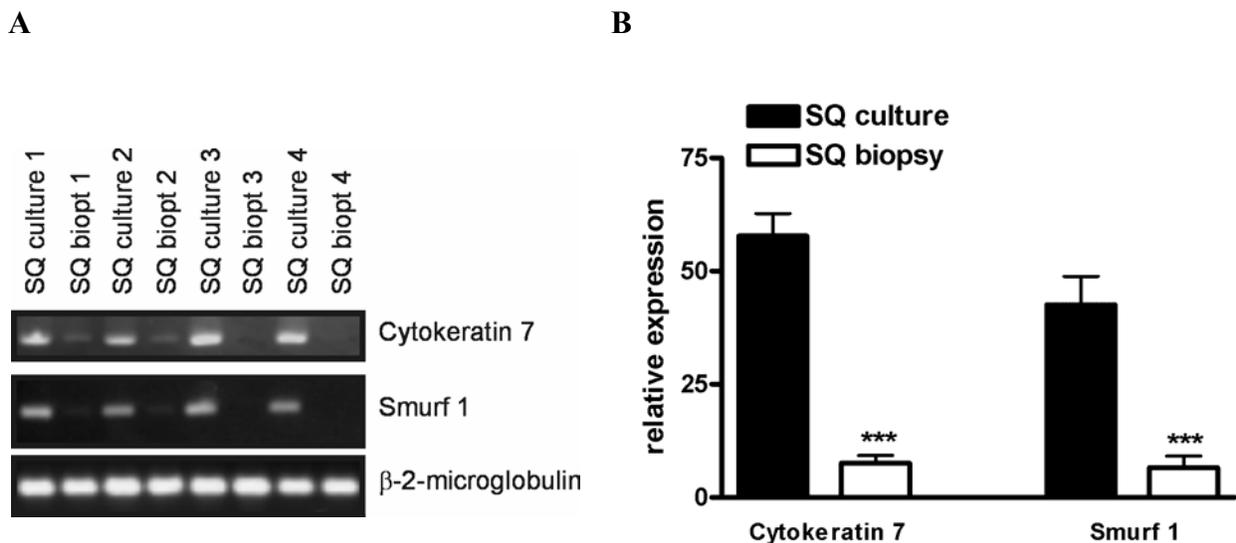 A
B
SQ culture 1
SQ biopt 1
SQ culture 2
SQ biopt 2
SQ culture 3
SQ biopt 3
SQ culture 4
SQ biopt 4
Cytokeratin 7
Smurf 1
β-2-microglobulin
SQ culture
SQ biopsy
relative expression
75
50
25
0
***
***
Cytokeratin 7
Smurf 1